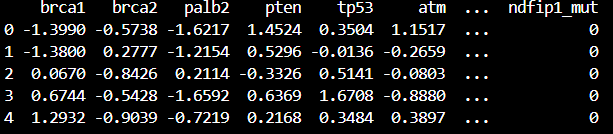 brca1 brca2 palb2 pten tp53 atm ... ndfip1_mut
0 -1.3990 -0.5738 -1.6217 1.4524 0.3504 1.1517 ... 0
1 -1.3800 0.2777 -1.2154 0.5296 -0.0136 -0.2659 ... 0
2 0.0670 -0.8426 0.2114 -0.3326 0.5141 -0.0803 ... 0
3 0.6744 -0.5428 -1.6592 0.6369 1.6708 -0.8880 ... 0
4 1.2932 -0.9039 -0.7219 0.2168 0.3484 0.3897 ... 0